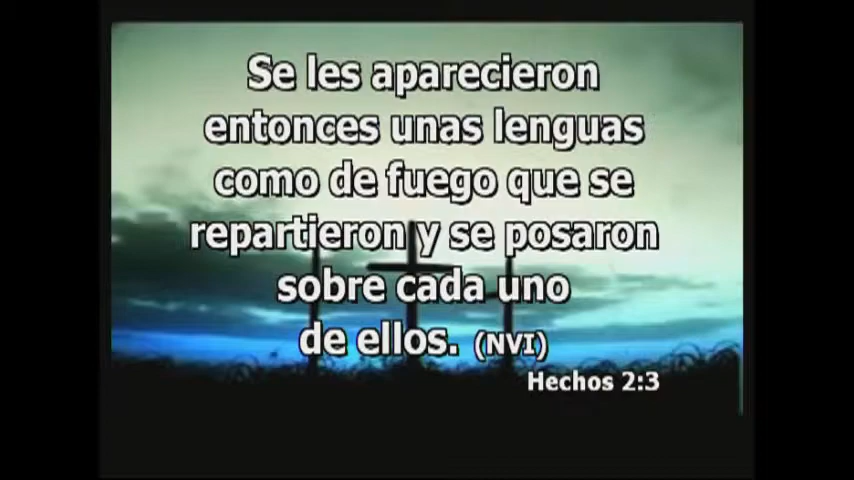 Se les aparecieron
entonces unas lenguas
como de fuego que se
repartieron y se posaron
sobre cada uno
de ellos. (NVI)
Hechos 2:3